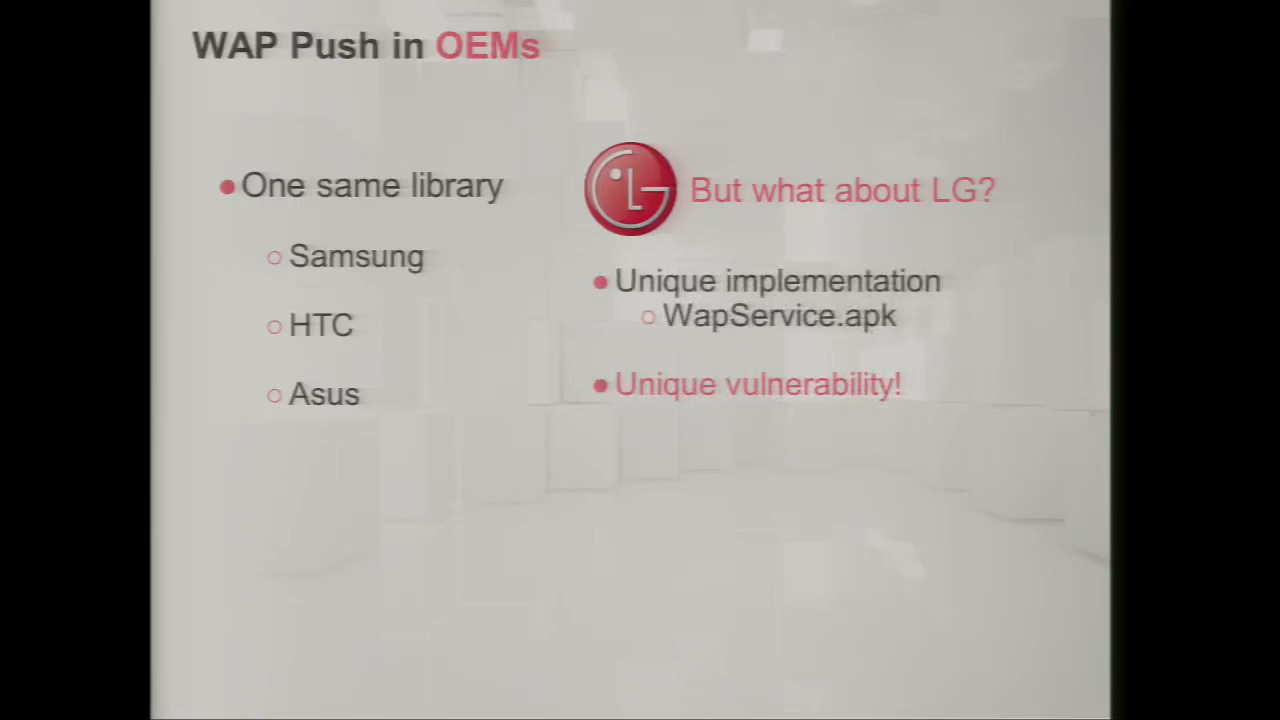 WAP Push in OEMs
One same library
Samsung
HTC
Asus
But what about LG?
Unique implementation
WapService.apk
Unique vulnerability!